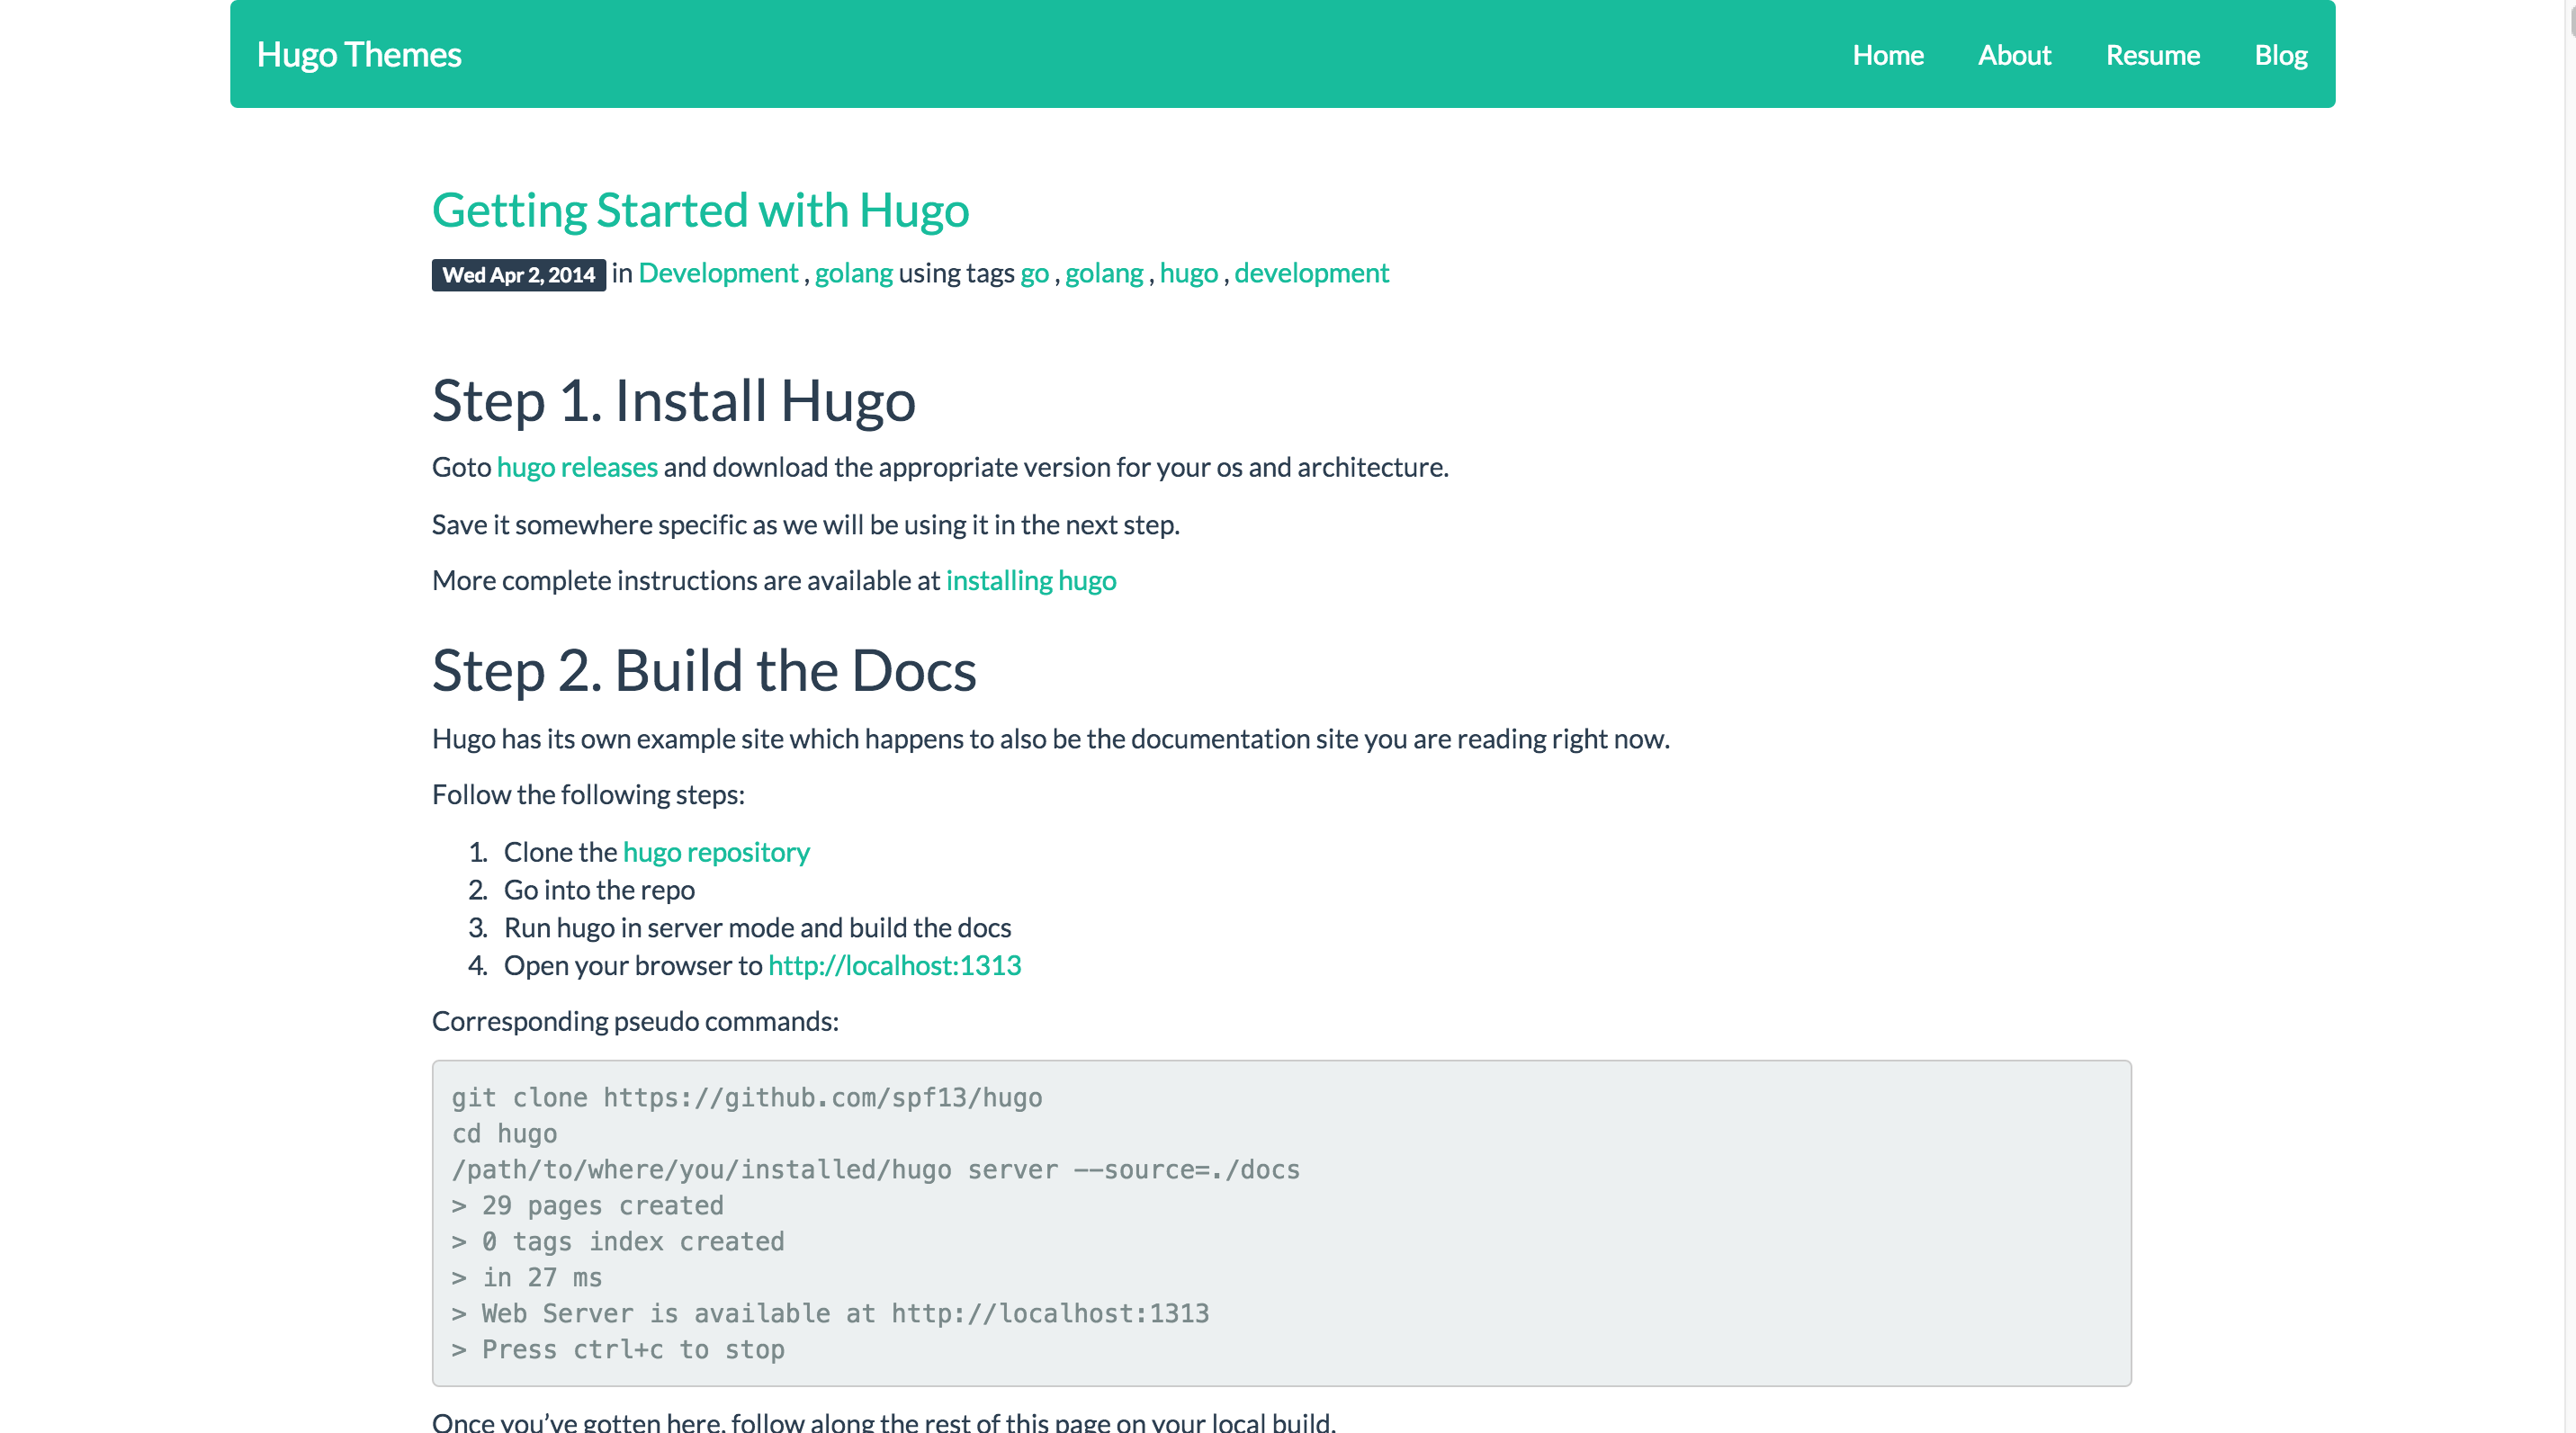 Hugo Themes
Home About Resume Blog
Getting Started with Hugo
Wed Apr 2, 2014 in Development , golang using tags go , golang , hugo , development
Step 1. Install Hugo
Goto hugo releases and download the appropriate version for your os and architecture.
Save it somewhere specific as we will be using it in the next step.
More complete instructions are available at installing hugo
Step 2. Build the Docs
Hugo has its own example site which happens to also be the documentation site you are reading right now.
Follow the following steps:
1. Clone the hugo repository
2. Go into the repo
3. Run hugo in server mode and build the docs
4. Open your browser to http://localhost:1313
Corresponding pseudo commands:
git clone https://github.com/spf13/hugo
cd hugo
/path/to/where/you/installed/hugo server --source=./docs
> 29 pages created
> 0 tags index created
> in 27 ms
> Web Server is available at http://localhost:1313
> Press ctrl+c to stop
Once you’ve gotten here, follow along the rest of this page on your local build.